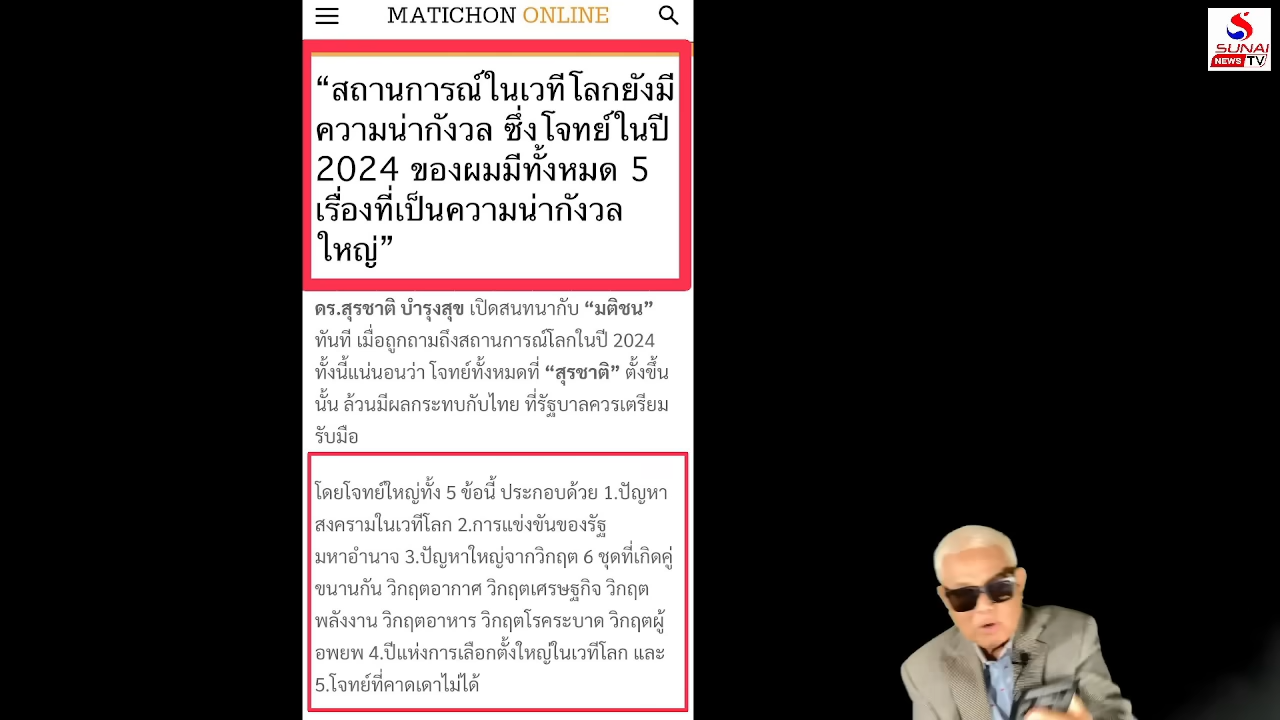 MATICHON ONLINE
SUNAI
NEWS TV
“สถานการณ์ในเวทีโลกยังมี
ความน่ากังวล ซึ่งโจทย์ในปี
2024 ของผมมีทั้งหมด 5
เรื่องที่เป็นความน่ากังวล
ใหญ่”
ดร.สุรชาติ บำรุงสุข เปิดสนทนากับ “มติชน”
ทันที เมื่อถูกถามถึงสถานการณ์โลกในปี 2024
ทั้งนี้แน่นอนว่า โจทย์ทั้งหมดที่ “สุรชาติ” ตั้งขึ้น
นั้น ล้วนมีผลกระทบกับไทย ที่รัฐบาลควรเตรียม
รับมือ
โดยโจทย์ใหญ่ทั้ง 5 ข้อนี้ ประกอบด้วย 1.ปัญหา
สงครามในเวทีโลก 2.การแข่งขันของรัฐ
มหาอำนาจ 3.ปัญหาใหญ่จากวิกฤต 6 ชุดที่เกิดคู่
ขนานกัน วิกฤตอากาศ วิกฤตเศรษฐกิจ วิกฤต
พลังงาน วิกฤตอาหาร วิกฤตโรคระบาด วิกฤตผู้
อพยพ 4.ปีแห่งการเลือกตั้งใหญ่ในเวทีโลก และ
5.โจทย์ที่คาดเดาไม่ได้